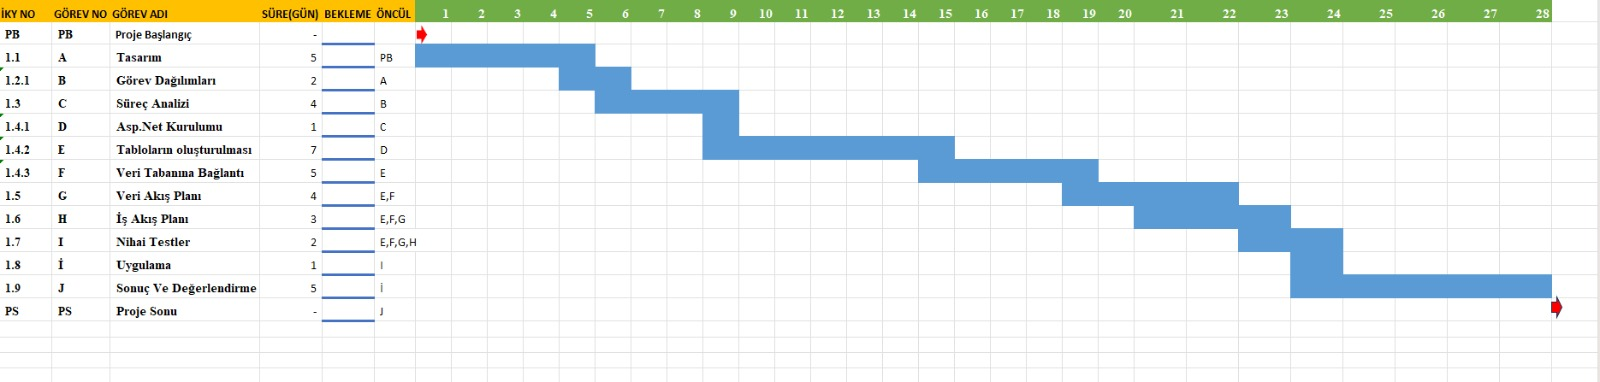 İKY NO GÖREV NO GÖREV ADI SÜRE(GÜN) BEKLEME ÖNCÜL 1 2 3 4 5 6 7 8 9 10 11 12 13 14 15 16 17 18 19 20 21 22 23 24 25 26 27 28
PB PB Proje Başlangıç -
1.1 A Tasarım 5 PB
1.2.1 B Görev Dağılımları 2 A
1.3 C Süreç Analizi 4 B
1.4.1 D Asp.Net Kurulumu 1 C
1.4.2 E Tabloların oluşturulması 7 D
1.4.3 F Veri Tabanına Bağlantı 5 E
1.5 G Veri Akış Planı 4 E,F
1.6 H İş Akış Planı 3 E,F,G
1.7 I Nihai Testler 2 E,F,G,H
1.8 İ Uygulama 1 I
1.9 J Sonuç Ve Değerlendirme 5 İ
PS PS Proje Sonu - J